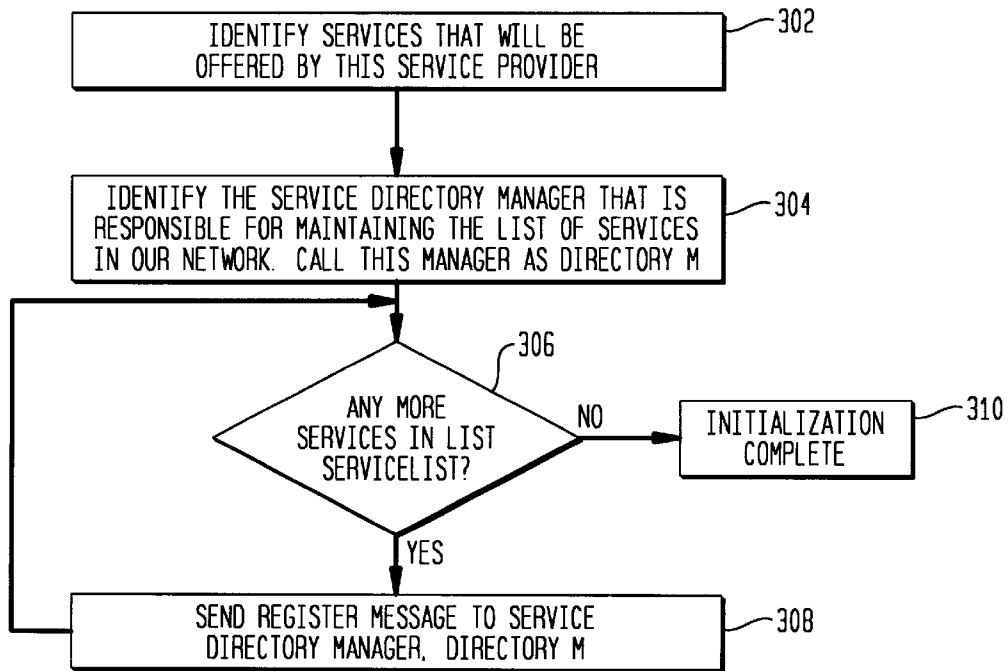 IDENTIFY SERVICES THAT WILL BE
OFFERED BY THIS SERVICE PROVIDER
302
IDENTIFY THE SERVICE DIRECTORY MANAGER THAT IS
RESPONSIBLE FOR MAINTAINING THE LIST OF SERVICES
IN OUR NETWORK. CALL THIS MANAGER AS DIRECTORY M
304
306
ANY MORE
SERVICES IN LIST
SERVICELIST?
NO
INITIALIZATION
COMPLETE
310
YES
SEND REGISTER MESSAGE TO SERVICE
DIRECTORY MANAGER, DIRECTORY M
308